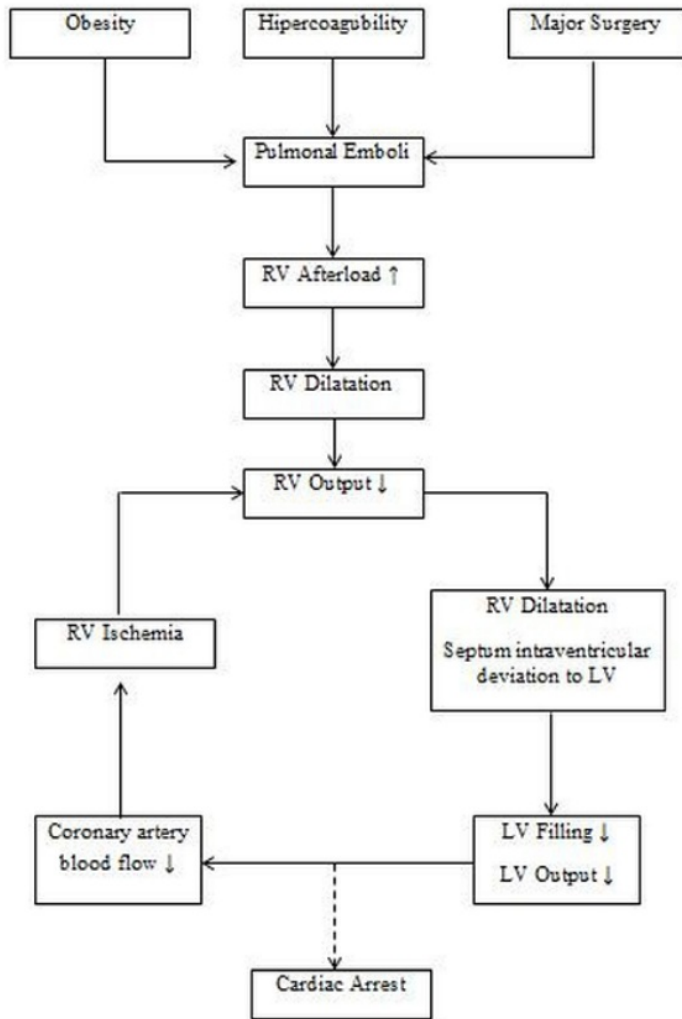 Obesity
Hipercoagubility
Major Surgery
Pulmonal Emboli
RV Afterload ↑
RV Dilatation
RV Output ↓
RV Dilatation
Septum intraventricular
deviation to LV
RV Ischemia
Coronary artery
blood flow ↓
LV Filling ↓
LV Output ↓
Cardiac Arrest